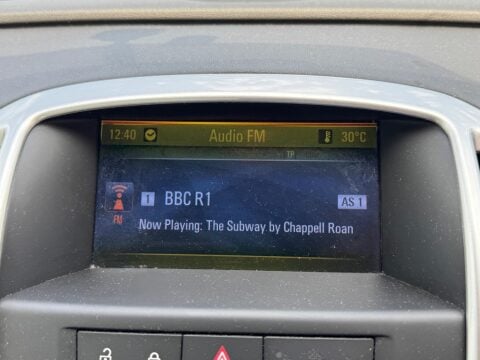 12:40 Audio FM 30°C
TP
1 BBC R1 AS 1
FM
Now Playing: The Subway by Chappell Roan